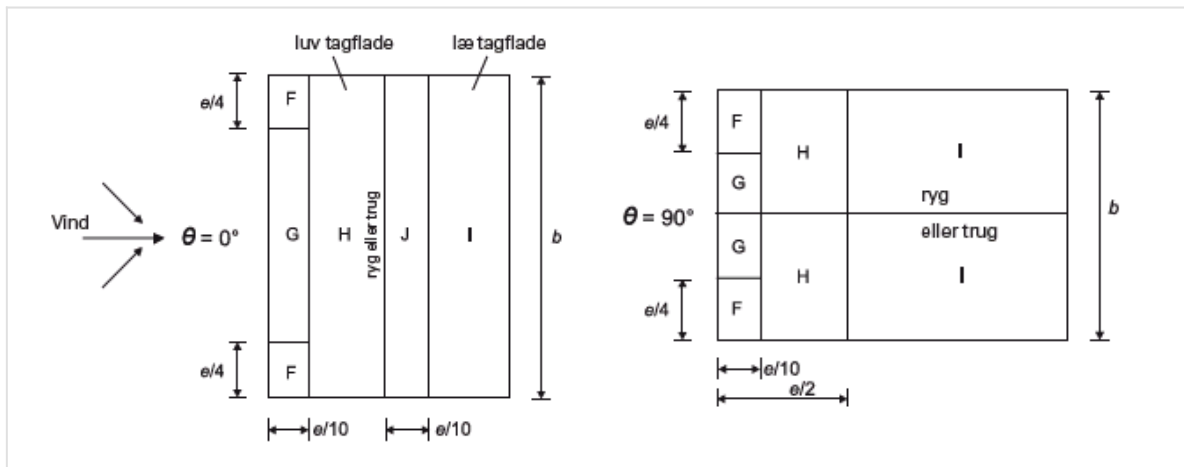 luv tagflade
læ tagflade
e/4
F
Vind
θ = 0°
G
H
ryg eller trug
J
I
b
e/4
F
e/10
e/10
e/4
F
H
I
G
ryg
θ = 90°
b
G
eller trug
H
I
e/4
F
e/10
e/2